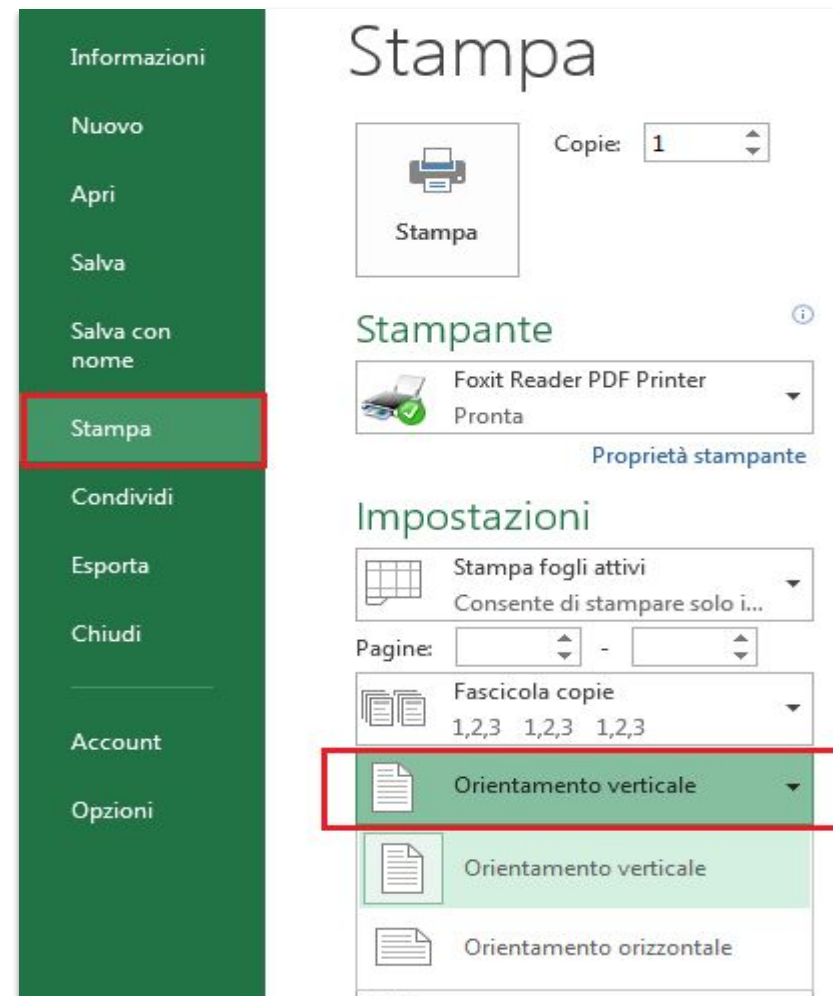 Informazioni
Nuovo
Apri
Salva
Salva con
nome
Stampa
Condividi
Esporta
Chiudi
Account
Opzioni
Stampa
Copie: 1
Stampa
Stampante
Foxit Reader PDF Printer
Pronta
Proprietà stampante
Impostazioni
Stampa fogli attivi
Consente di stampare solo i...
Pagine: -
Fascicola copie
1,2,3 1,2,3 1,2,3
Orientamento verticale
Orientamento verticale
Orientamento orizzontale